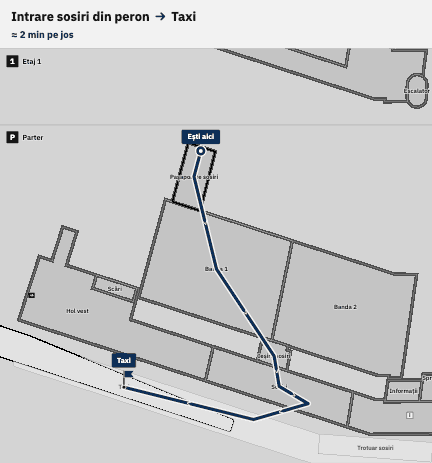 Intrare sosiri din peron → Taxi
≈ 2 min pe jos
1 Etaj 1
Escalator
P Parter
Ești aici
Banda 1
Scări
Banda 2
Hol vest
Taxi
Informații
i
Trotuar sosiri